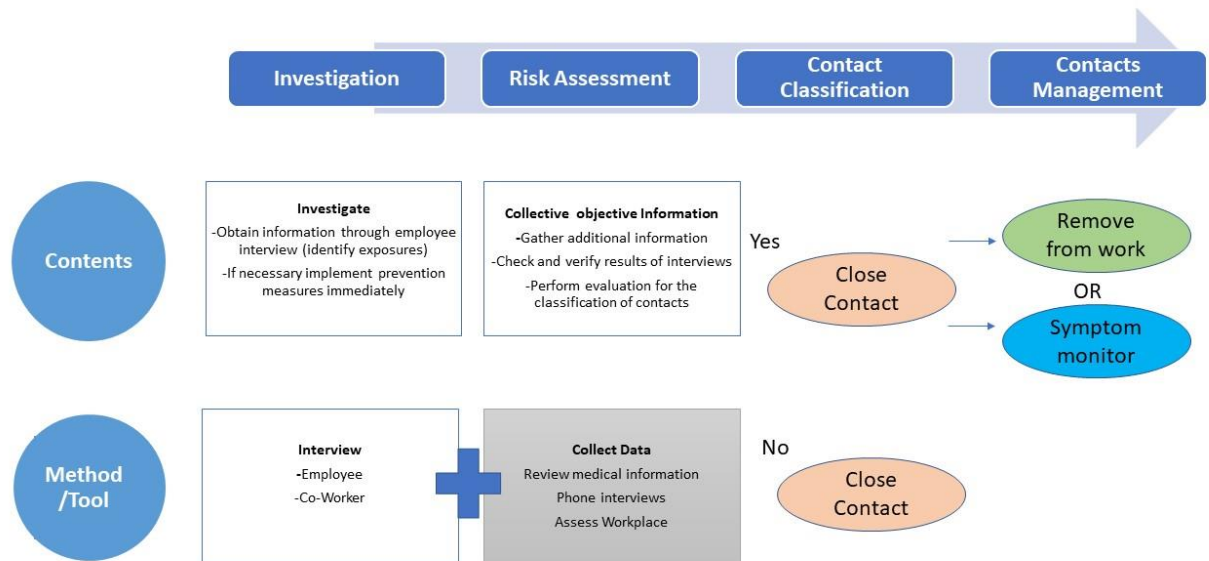 Investigation
Risk Assessment
Contact
Classification
Contacts
Management
Contents
Investigate
-Obtain information through employee
interview (identify exposures)
-If necessary implement prevention
measures immediately
Collective objective Information
-Gather additional information
-Check and verify results of interviews
-Perform evaluation for the
classification of contacts
Yes
Close
Contact
Remove
from work
OR
Symptom
monitor
Method
/Tool
Interview
-Employee
-Co-Worker
Collect Data
Review medical information
Phone interviews
Assess Workplace
No
Close
Contact